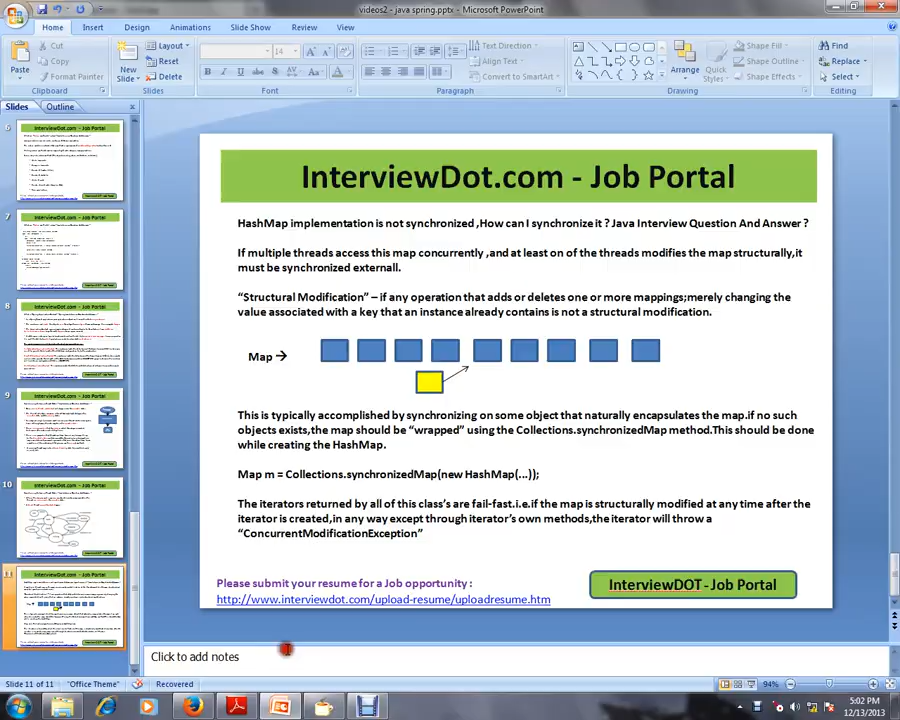 videos2 - java spring.pptx - Microsoft PowerPoint
Home Insert Design Animations Slide Show Review View
Cut
Copy
Format Painter
Paste
Clipboard
New Slide
Layout
Reset
Delete
Slides
14
Font
Text Direction
Align Text
Convert to SmartArt
Paragraph
Arrange
Quick Styles
Shape Fill
Shape Outline
Shape Effects
Drawing
Find
Replace
Select
Editing
Slides Outline
6
7
8
9
10
11
InterviewDot.com - Job Portal
HashMap implementation is not synchronized ,How can I synchronize it ? Java Interview Question And Answer ?
If multiple threads access this map concurrently ,and at least on of the threads modifies the map structurally,it
must be synchronized externall.
“Structural Modification” – if any operation that adds or deletes one or more mappings;merely changing the
value associated with a key that an instance already contains is not a structural modification.
Map →
This is typically accomplished by synchronizing on some object that naturally encapsulates the map.if no such
objects exists,the map should be “wrapped” using the Collections.synchronizedMap method.This should be done
while creating the HashMap.
Map m = Collections.synchronizedMap(new HashMap(...));
The iterators returned by all of this class’s are fail-fast.i.e.if the map is structurally modified at any time after the
iterator is created,in any way except through iterator’s own methods,the iterator will throw a
“ConcurrentModificationException”
Please submit your resume for a Job opportunity :
http://www.interviewdot.com/upload-resume/uploadresume.htm
InterviewDOT - Job Portal
Click to add notes
Slide 11 of 11 "Office Theme" Recovered
94%
5:02 PM
12/13/2013